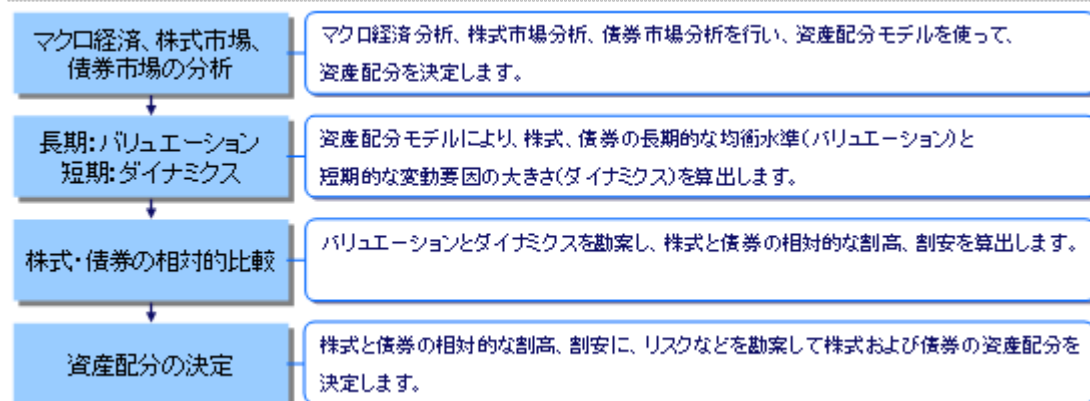 マクロ経済、株式市場、
債券市場の分析
マクロ経済分析、株式市場分析、債券市場分析を行い、資産配分モデルを使って、
資産配分を決定します。
長期:バリュエーション
短期:ダイナミクス
資産配分モデルにより、株式、債券の長期的な均衡水準(バリュエーション)と
短期的な変動要因の大きさ(ダイナミクス)を算出します。
株式・債券の相対的比較
バリュエーションとダイナミクスを勘案し、株式と債券の相対的な割高、割安を算出します。
資産配分の決定
株式と債券の相対的な割高、割安に、リスクなどを勘案して株式および債券の資産配分を
決定します。